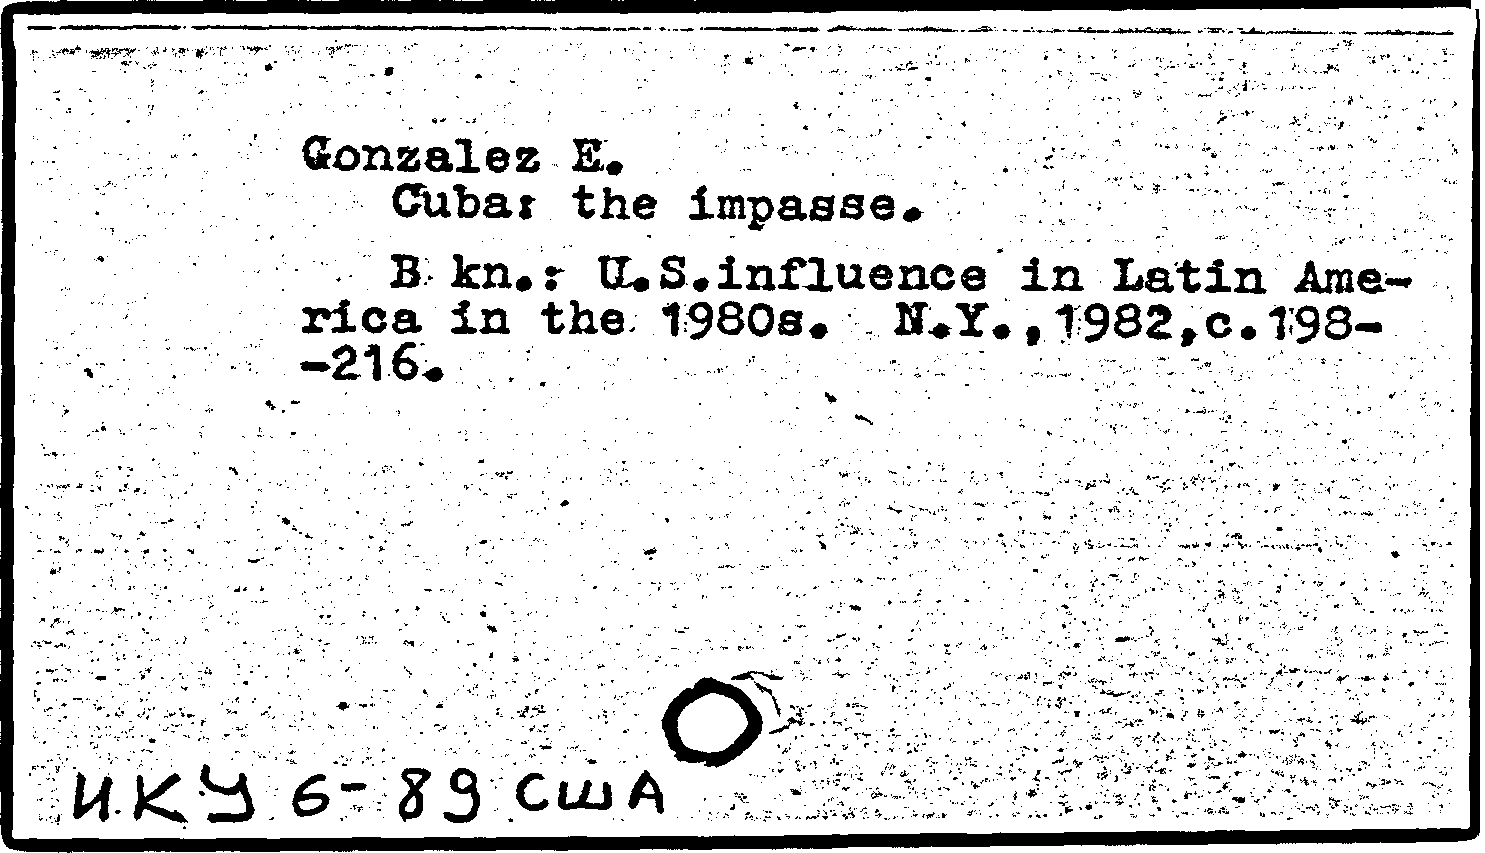 Gonzalez E.
Cuba: the impasse.
B kn.: U.S.influence in Latin Ame-
rica in the 1980s. N.Y.,1982,c.198-
-216.
ИКУ 6-89 США